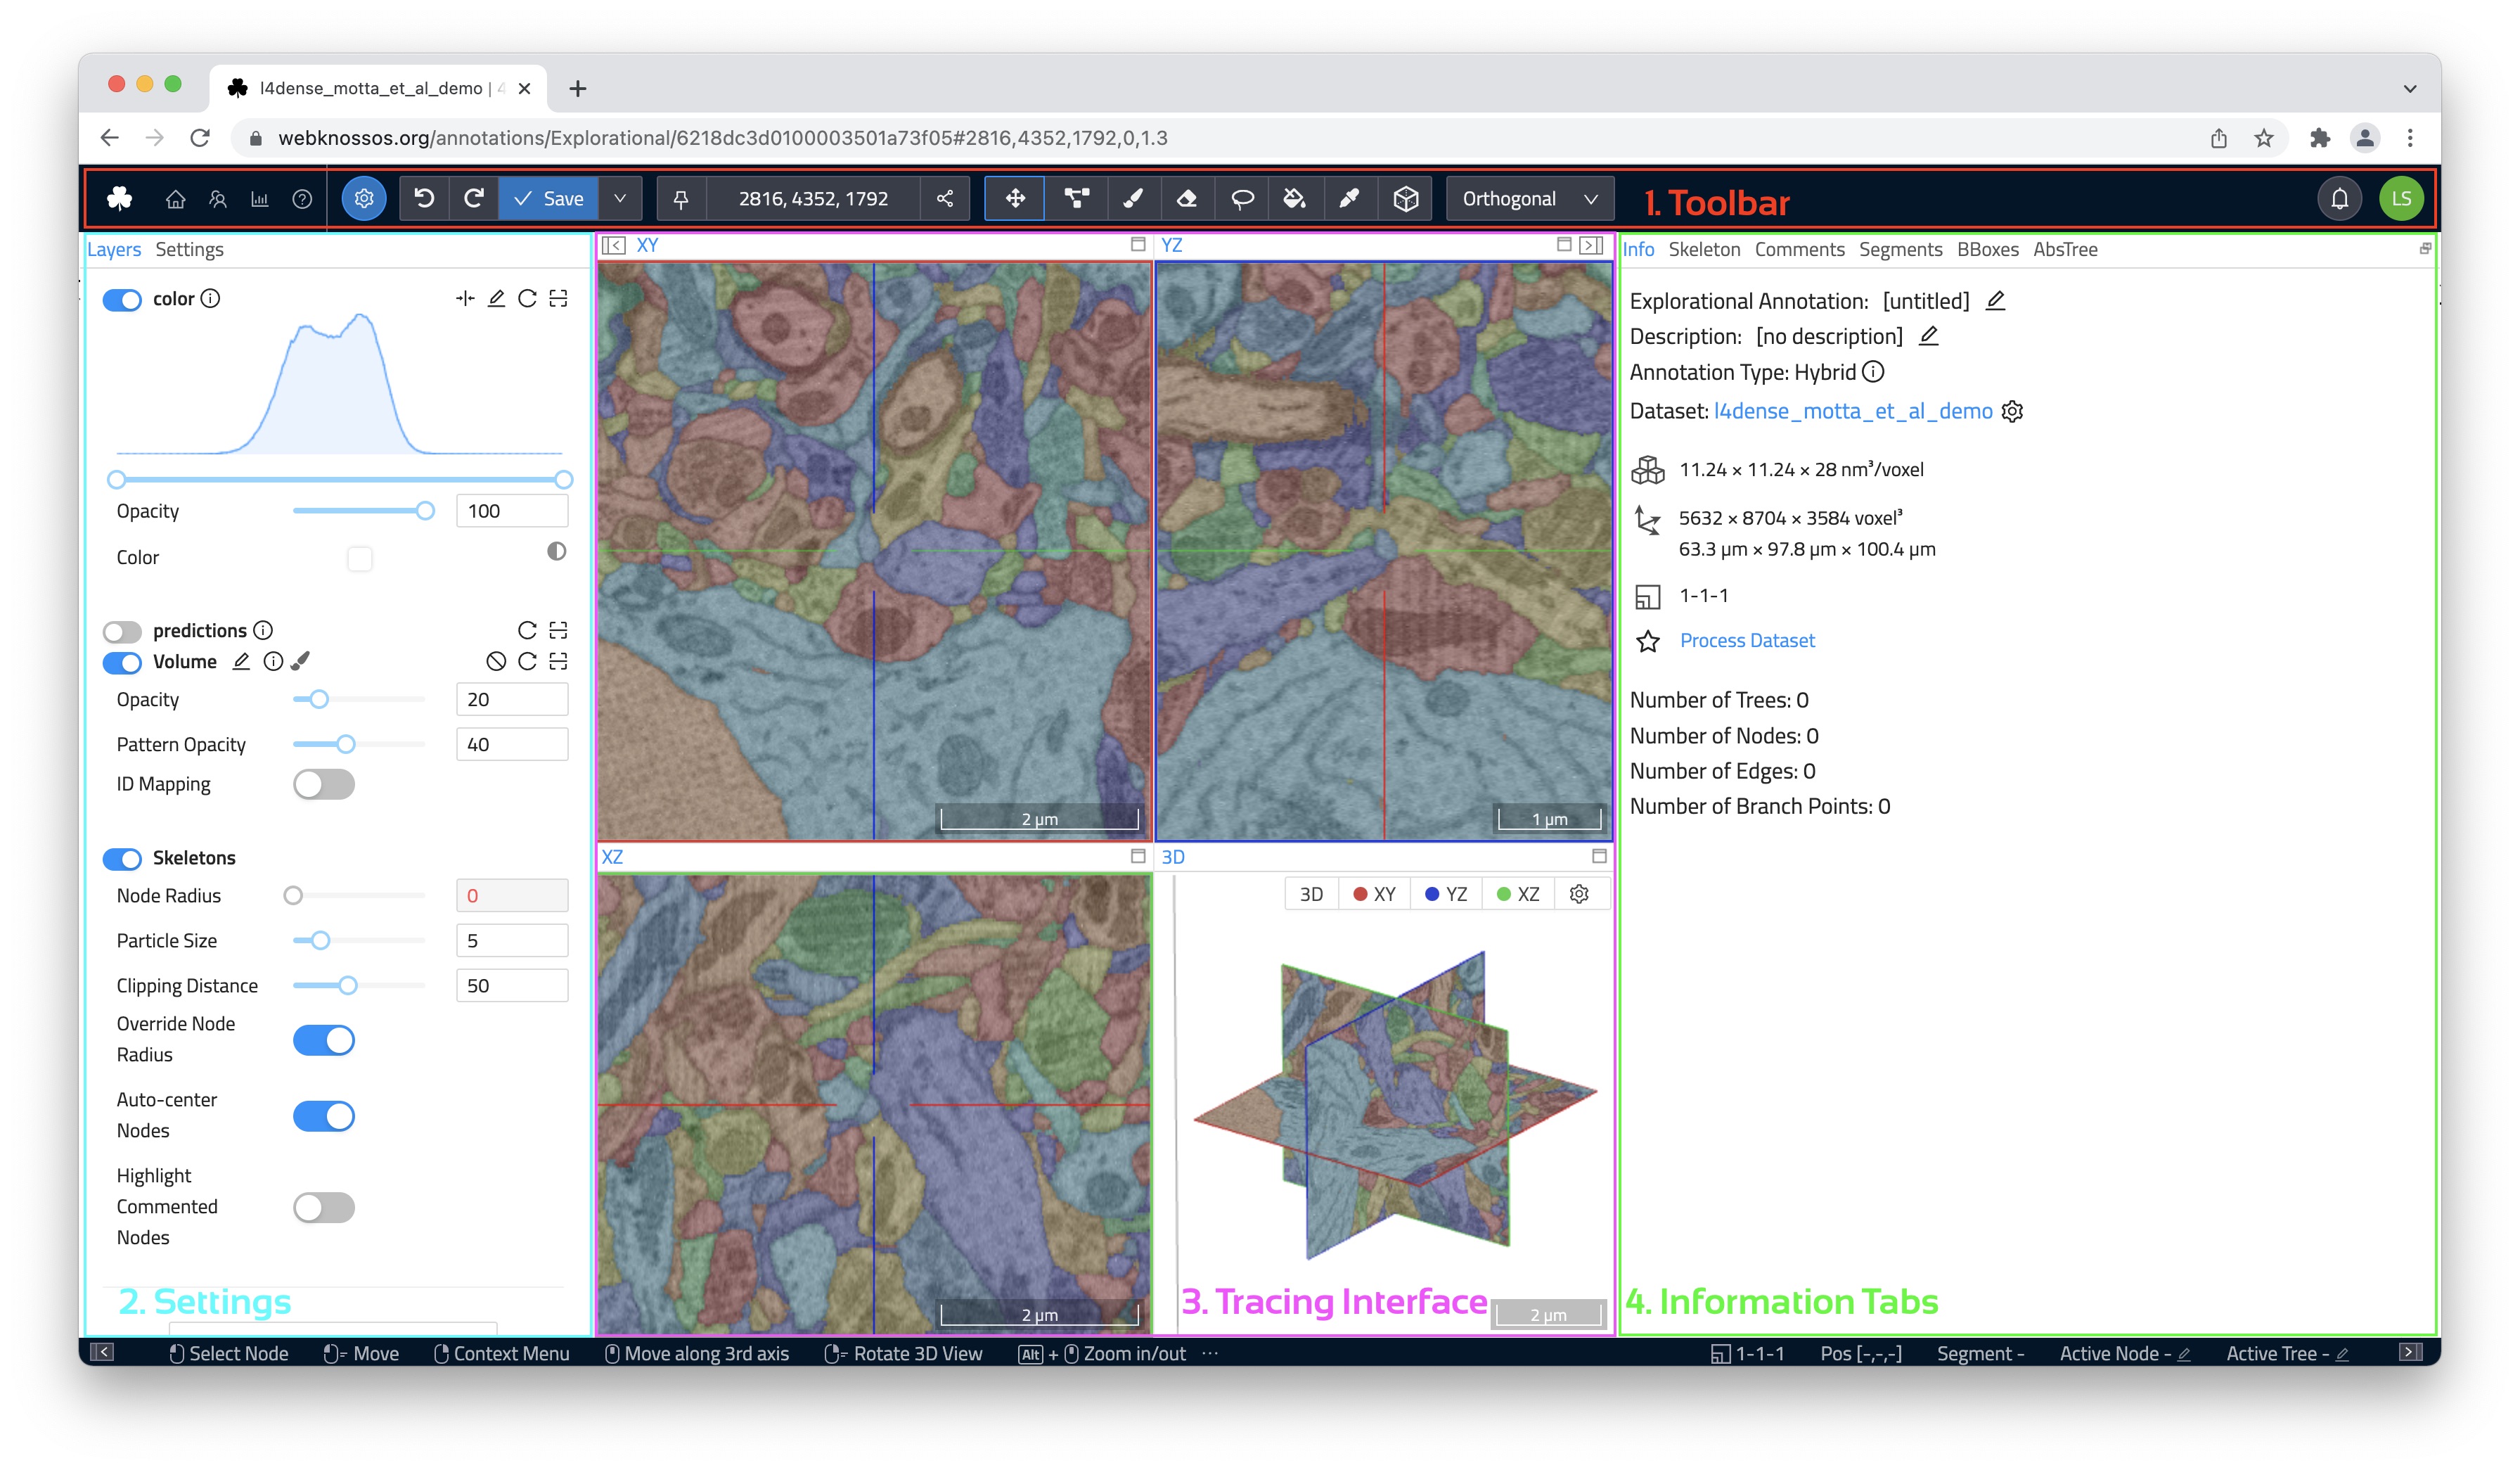 l4dense_motta_et_al_demo | 4
webknossos.org/annotations/Explorational/6218dc3d0100003501a73f05#2816,4352,1792,0,1.3
Save
2816, 4352, 1792
Orthogonal
1. Toolbar
LS
Layers Settings
color
Opacity 100
Color
predictions
Volume
Opacity 20
Pattern Opacity 40
ID Mapping
Skeletons
Node Radius 0
Particle Size 5
Clipping Distance 50
Override Node
Radius
Auto-center
Nodes
Highlight
Commented
Nodes
2. Settings
XY
2 µm
YZ
1 µm
XZ
2 µm
3D
3D XY YZ XZ
3. Tracing Interface
2 µm
Info Skeleton Comments Segments BBoxes AbsTree
Explorational Annotation: [untitled]
Description: [no description]
Annotation Type: Hybrid
Dataset: l4dense_motta_et_al_demo
11.24 × 11.24 × 28 nm³/voxel
5632 × 8704 × 3584 voxel³
63.3 µm × 97.8 µm × 100.4 µm
1-1-1
Process Dataset
Number of Trees: 0
Number of Nodes: 0
Number of Edges: 0
Number of Branch Points: 0
4. Information Tabs
Select Node Move Context Menu Move along 3rd axis Rotate 3D View Alt + Zoom in/out ···
1-1-1 Pos [-,-,-] Segment - Active Node - Active Tree -